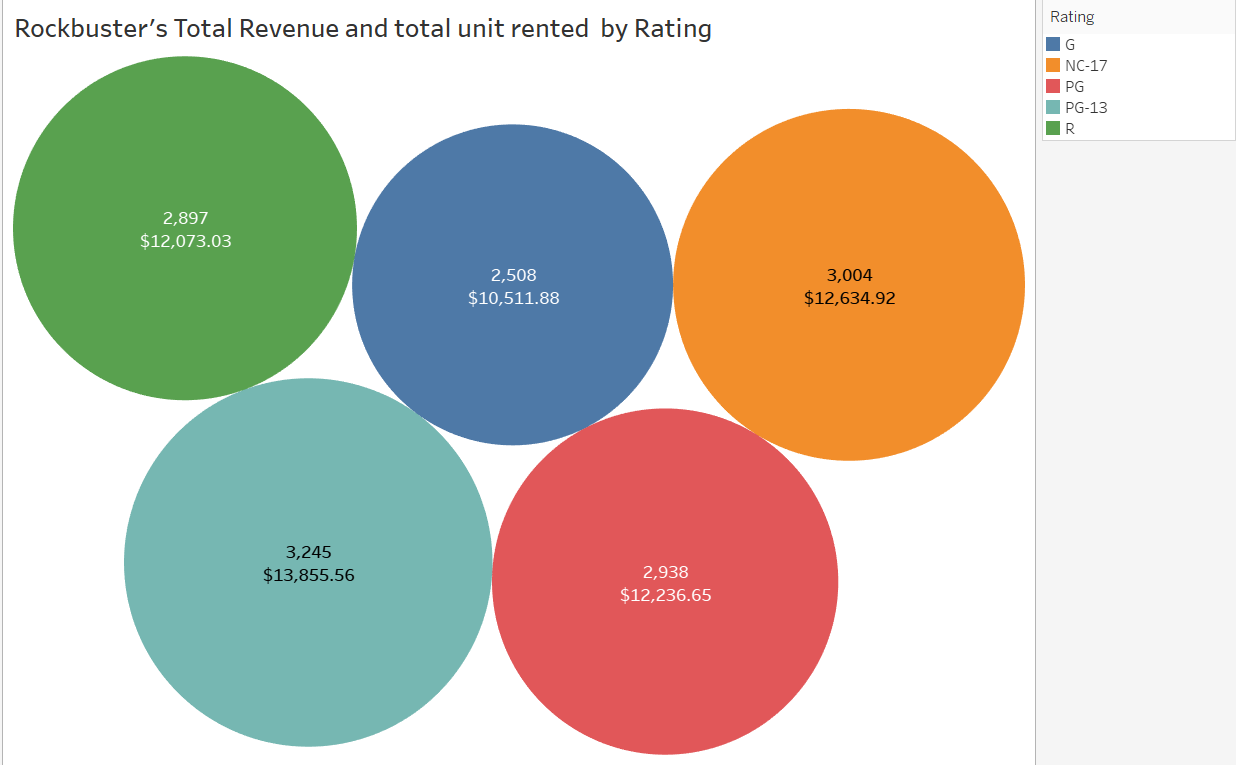 Rockbuster's Total Revenue and total unit rented by Rating
Rating
G
NC-17
PG
PG-13
R
2,897
$12,073.03
2,508
$10,511.88
3,004
$12,634.92
3,245
$13,855.56
2,938
$12,236.65